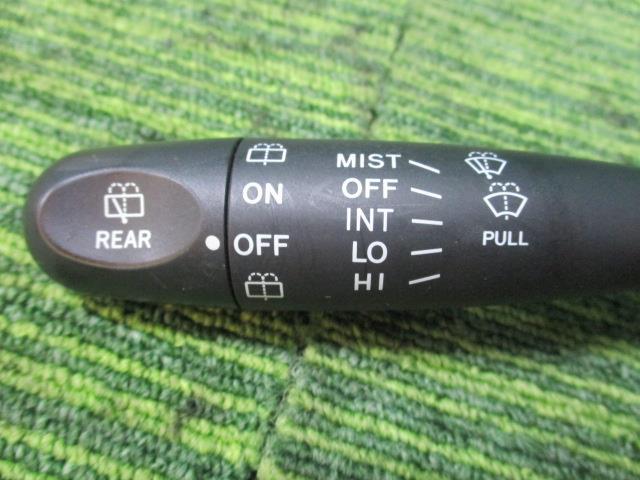 REAR
ON
OFF
MIST
OFF
INT
LO
HI
PULL